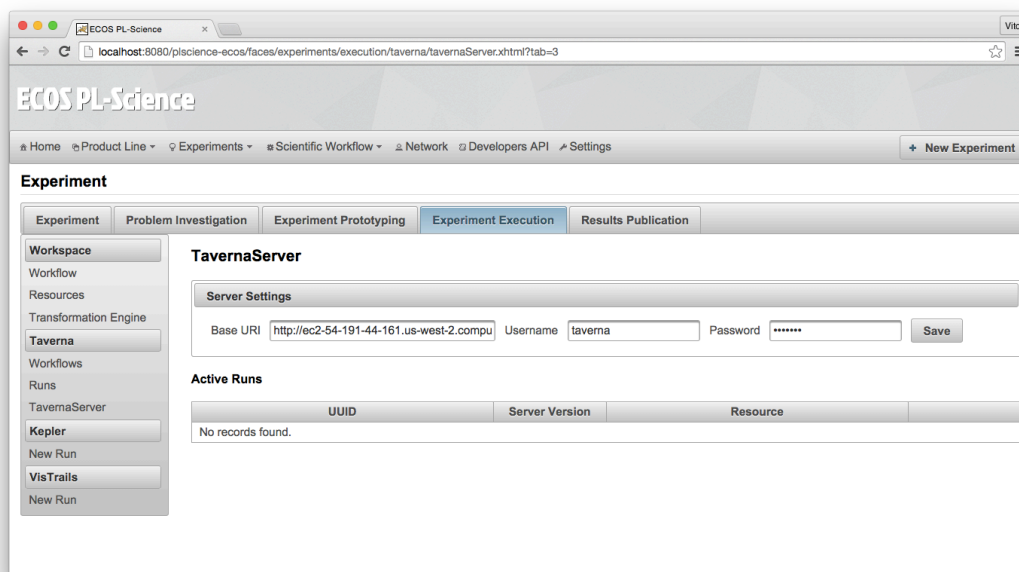 ECOS PL-Science
localhost:8080/plscience-ecos/faces/experiments/execution/taverna/tavernaServer.xhtml?tab=3
ECOS PL-Science
Home Product Line Experiments Scientific Workflow Network Developers API Settings + New Experiment
Experiment
Experiment Problem Investigation Experiment Prototyping Experiment Execution Results Publication
Workspace
Workflow
Resources
Transformation Engine
Taverna
Workflows
Runs
TavernaServer
Kepler
New Run
VisTrails
New Run
TavernaServer
Server Settings
Base URI http://ec2-54-191-44-161.us-west-2.compu Username taverna Password ••••••• Save
Active Runs
UUID Server Version Resource
No records found.